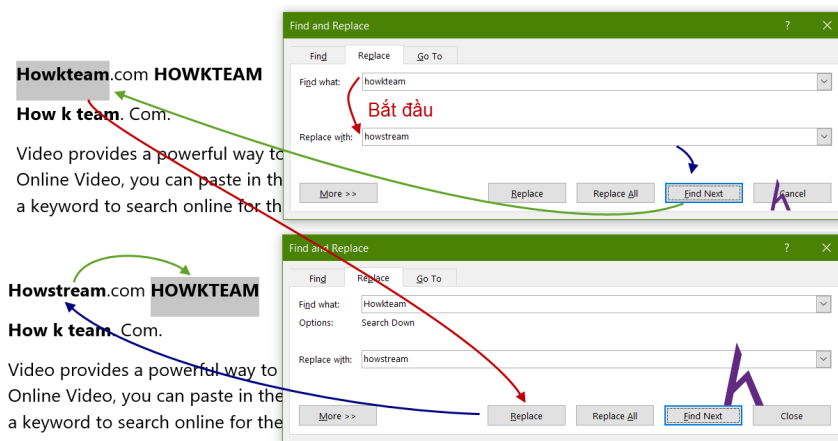 Howkteam.com HOWKTEAM
How k team. Com.
Video provides a powerful way to
Online Video, you can paste in th
a keyword to search online for th
Find and Replace
Find
Replace
Go To
Find what:
howkteam
Bắt đầu
Replace with:
howstream
More >>
Replace
Replace All
Find Next
Cancel
Howstream.com HOWKTEAM
How k team. Com.
Video provides a powerful way to
Online Video, you can paste in the
a keyword to search online for the
Find and Replace
Find
Replace
Go To
Find what:
Howkteam
Options:
Search Down
Replace with:
howstream
More >>
Replace
Replace All
Find Next
Close